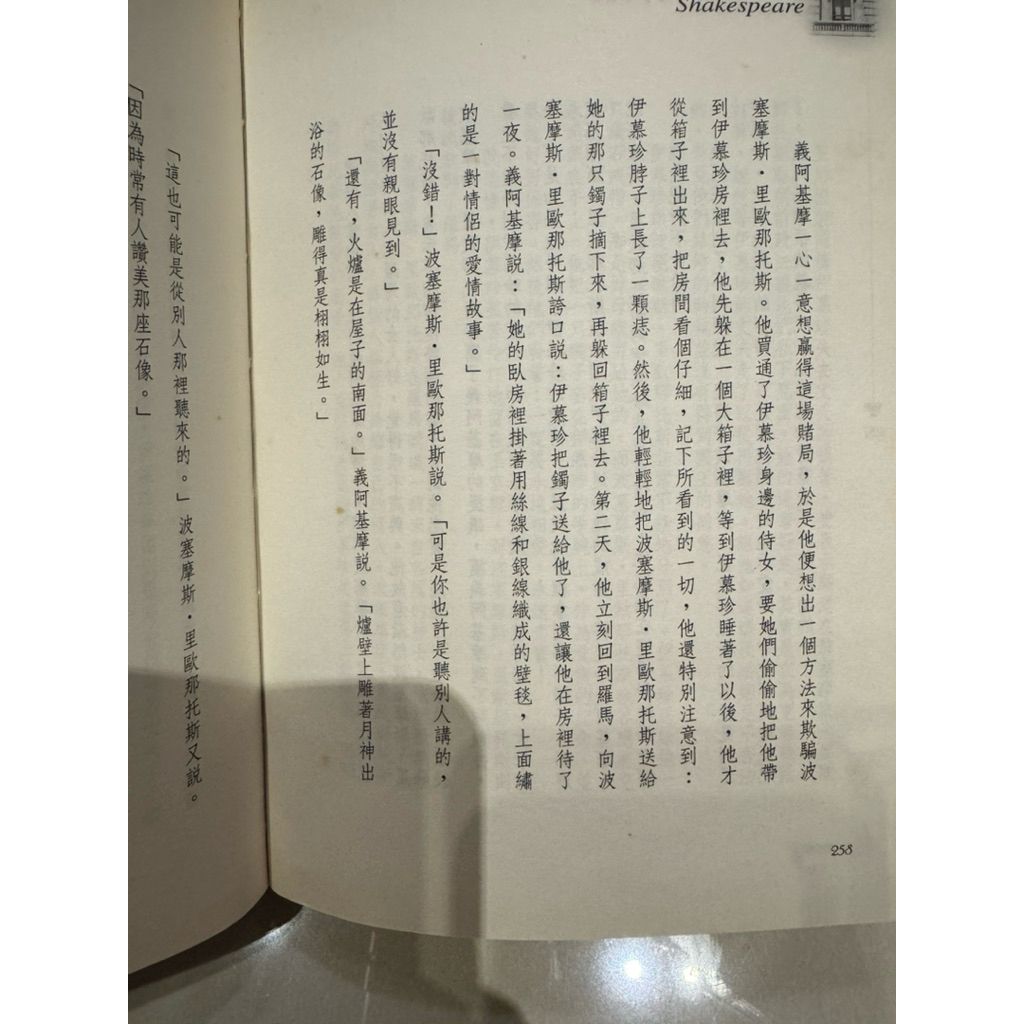 Shakespeare
義阿基摩一心一意想贏得這場賭局，於是他便想出一個方法來欺騙波
塞摩斯・里歐那托斯。他買通了伊慕珍身邊的侍女，要她們偷偷地把他帶
到伊慕珍房裡去，他先躲在一個大箱子裡，等到伊慕珍睡著了以後，他才
從箱子裡出來，把房間看個仔細，記下所看到的一切，他還特別注意到：
伊慕珍脖子上長了一顆痣。然後，他輕輕地把波塞摩斯・里歐那托斯送給
她的那只鐲子摘下來，再躲回箱子裡去。第二天，他立刻回到羅馬，向波
塞摩斯・里歐那托斯誇口說：伊慕珍把鐲子送給他了，還讓他在房裡待了
一夜。義阿基摩說：「她的臥房裡掛著用絲線和銀線織成的壁毯，上面繡
的是一對情侶的愛情故事。」
「沒錯！」波塞摩斯・里歐那托斯說。「可是你也許是聽別人講的，
並沒有親眼見到。」
「還有，火爐是在屋子的南面。」義阿基摩說。「爐壁上雕著月神出
浴的石像，雕得真是栩栩如生。」
258
「這也可能是從別人那裡聽來的。」波塞摩斯・里歐那托斯又說。
「因為時常有人讚美那座石像。」